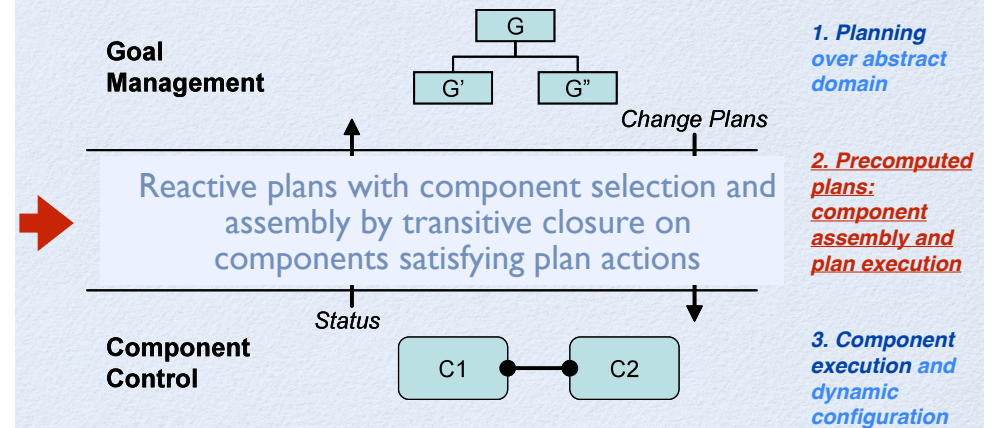 Goal
Management
G
G’
G”
Change Plans
1. Planning
over abstract
domain
Reactive plans with component selection and
assembly by transitive closure on
components satisfying plan actions
2. Precomputed
plans:
component
assembly and
plan execution
Status
Component
Control
C1
C2
3. Component
execution and
dynamic
configuration